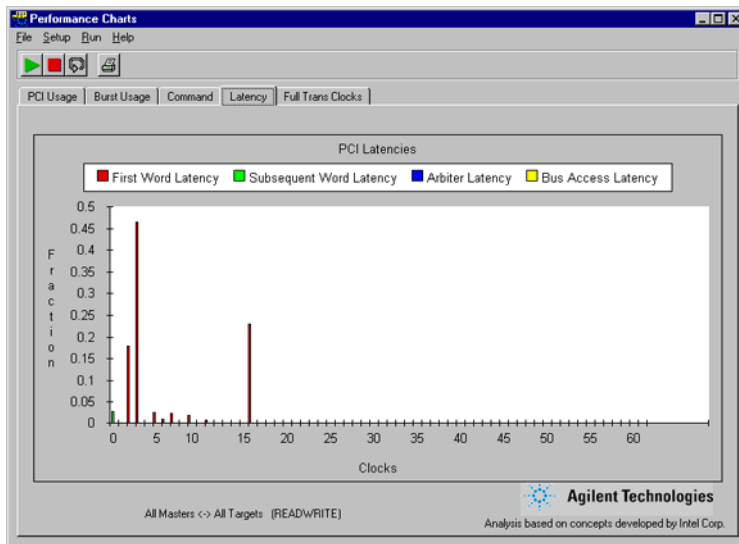 Performance Charts
File Setup Run Help
PCI Usage Burst Usage Command Latency Full Trans Clocks
PCI Latencies
First Word Latency Subsequent Word Latency Arbiter Latency Bus Access Latency
Fraction
0.5
0.45
0.4
0.35
0.3
0.25
0.2
0.15
0.1
0.05
0
0 5 10 15 20 25 30 35 40 45 50 55 60
Clocks
Agilent Technologies
All Masters <-> All Targets (READWRITE)
Analysis based on concepts developed by Intel Corp.